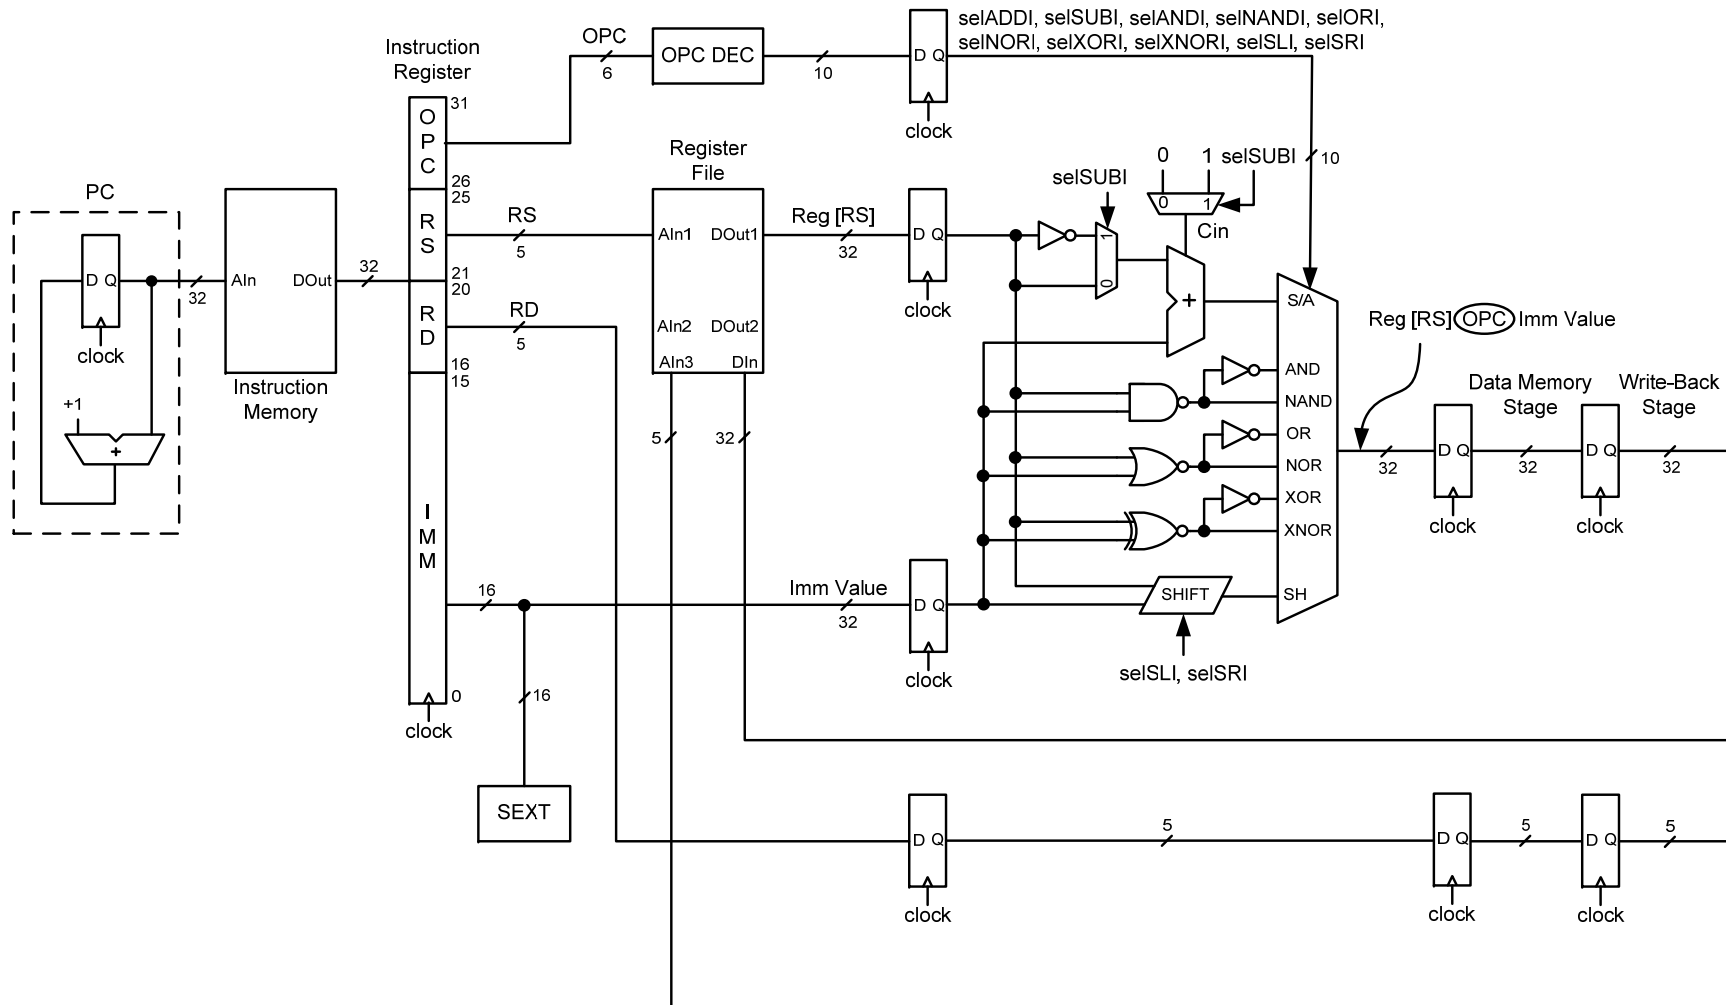 selADDI, selSUBI, selANDI, selNANDI, selORI,
selNORI, selXORI, selXNORI, selSLI, selSRI
OPC
6
OPC DEC
10
D Q
clock
Instruction
Register
31
O
P
C
26
25
R
S
21
20
R
D
16
15
I
M
M
0
clock
PC
D Q
clock
+1
+
32
AIn
DOut
Instruction
Memory
32
RS
5
RD
5
Register
File
AIn1
DOut1
AIn2
DOut2
AIn3
DIn
5
32
Reg [RS]
32
D Q
clock
selSUBI
1
0
0
1
selSUBI
0
1
Cin
10
+
S/A
AND
NAND
OR
NOR
XOR
XNOR
SH
SHIFT
selSLI, selSRI
Reg [RS] OPC Imm Value
32
Data Memory
Stage
Write-Back
Stage
D Q
clock
32
D Q
clock
32
16
Imm Value
32
D Q
clock
16
SEXT
D Q
clock
5
D Q
clock
5
D Q
clock
5